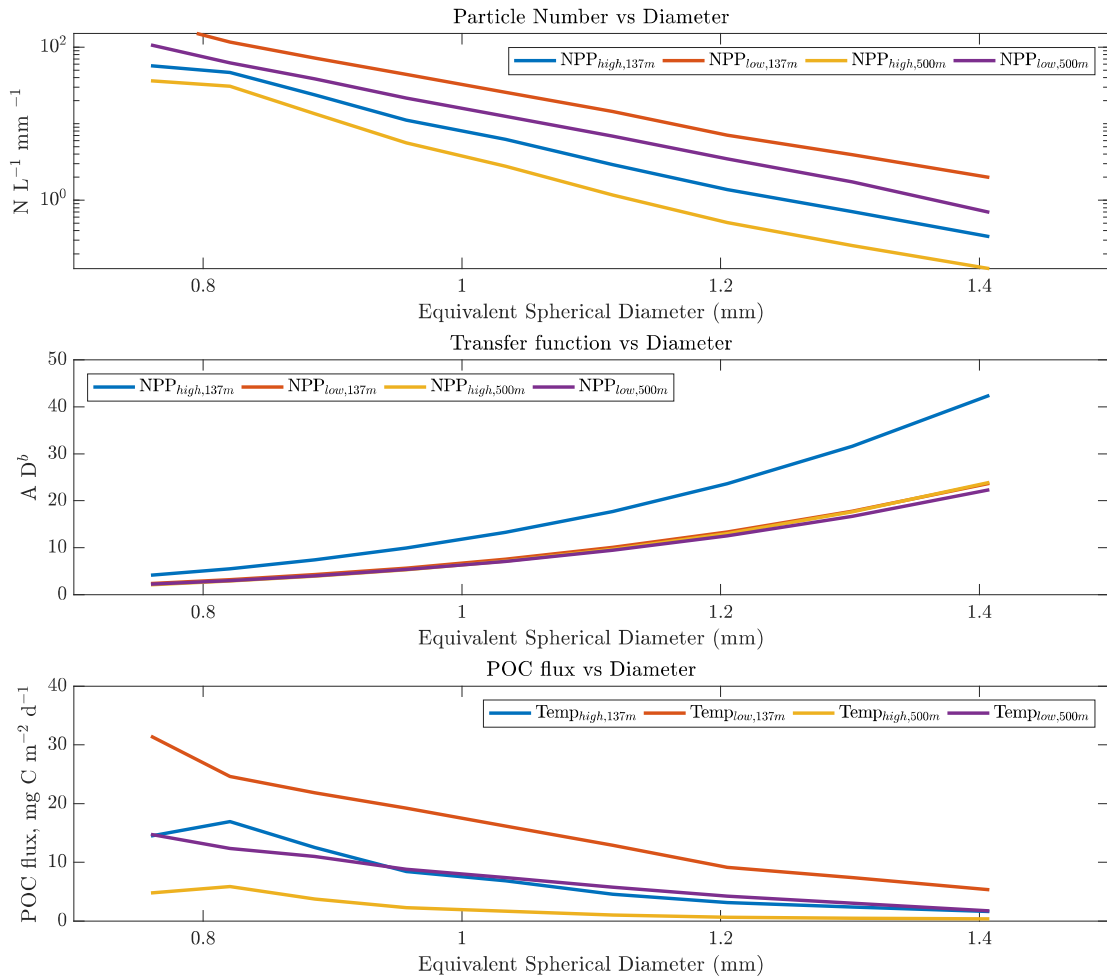 Particle Number vs Diameter
N L⁻¹ mm ⁻¹
10²
10⁰
NPP_high,137m NPP_low,137m NPP_high,500m NPP_low,500m
0.8 1 1.2 1.4
Equivalent Spherical Diameter (mm)
Transfer function vs Diameter
A Dᵇ
50
40
30
20
10
0
NPP_high,137m NPP_low,137m NPP_high,500m NPP_low,500m
0.8 1 1.2 1.4
Equivalent Spherical Diameter (mm)
POC flux vs Diameter
POC flux, mg C m⁻² d⁻¹
40
30
20
10
0
Temp_high,137m Temp_low,137m Temp_high,500m Temp_low,500m
0.8 1 1.2 1.4
Equivalent Spherical Diameter (mm)